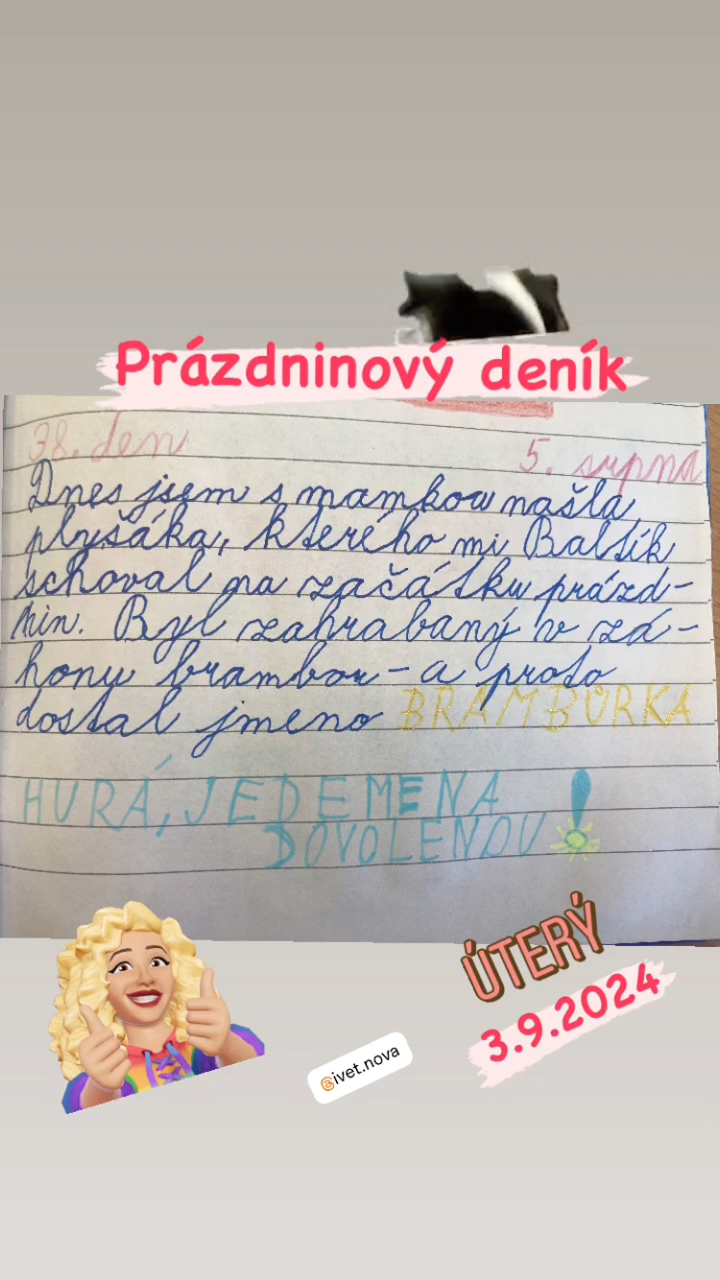 Prázdninový deník
38. den 5. srpna
Dnes jsem s mamkou našla
plyšáka, kterého mi Baltík
schoval na začátku prázd-
nin. Byl zahrabaný v zá-
honu brambor - a proto
dostal jmeno BRAMBORKA
HURÁ, JEDEME NA
DOVOLENOU!
ÚTERÝ
3.9.2024
@ivet.nova